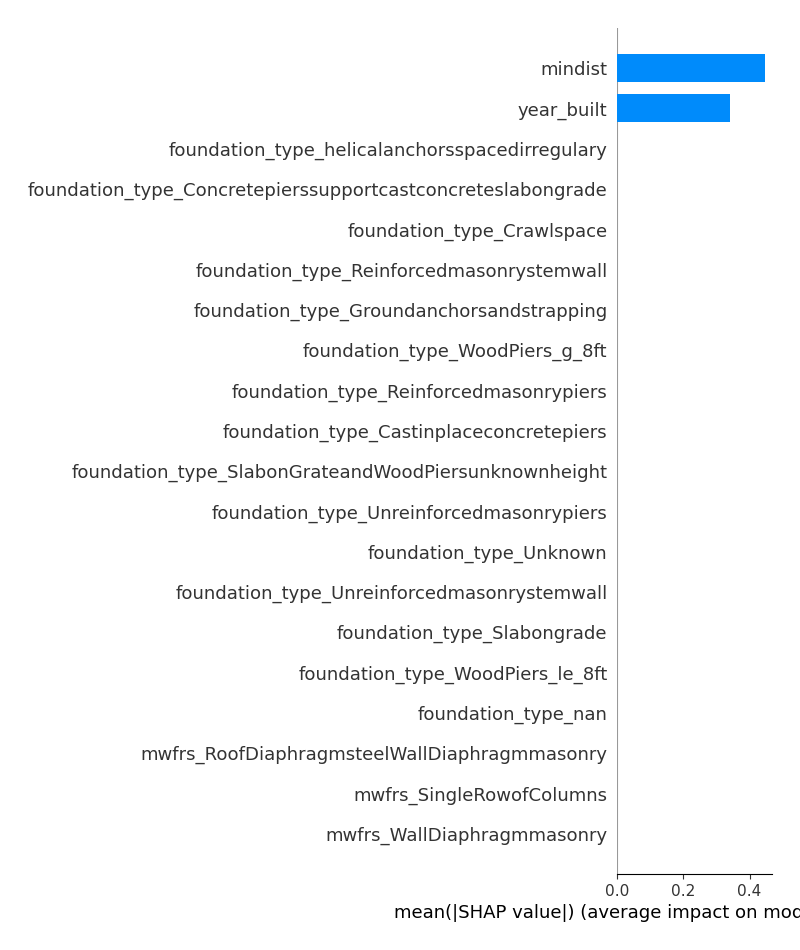 mindist
year_built
foundation_type_helicalanchorsspacedirregulary
foundation_type_Concretepierssupportcastconcreteslabongrade
foundation_type_Crawlspace
foundation_type_Reinforcedmasonrystemwall
foundation_type_Groundanchorsandstrapping
foundation_type_WoodPiers_g_8ft
foundation_type_Reinforcedmasonrypiers
foundation_type_Castinplaceconcretepiers
foundation_type_SlabonGrateandWoodPiersunknownheight
foundation_type_Unreinforcedmasonrypiers
foundation_type_Unknown
foundation_type_Unreinforcedmasonrystemwall
foundation_type_Slabongrade
foundation_type_WoodPiers_le_8ft
foundation_type_nan
mwfrs_RoofDiaphragmsteelWallDiaphragmmasonry
mwfrs_SingleRowofColumns
mwfrs_WallDiaphragmmasonry
0.0 0.2 0.4
mean(|SHAP value|) (average impact on mod